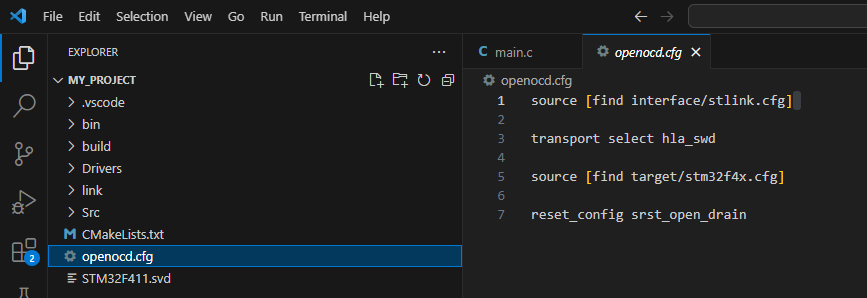 File Edit Selection View Go Run Terminal Help
EXPLORER
MY_PROJECT
.vscode
bin
build
Drivers
link
Src
CMakeLists.txt
openocd.cfg
STM32F411.svd
2
C main.c
openocd.cfg
openocd.cfg
1 source [find interface/stlink.cfg]
2
3 transport select hla_swd
4
5 source [find target/stm32f4x.cfg]
6
7 reset_config srst_open_drain